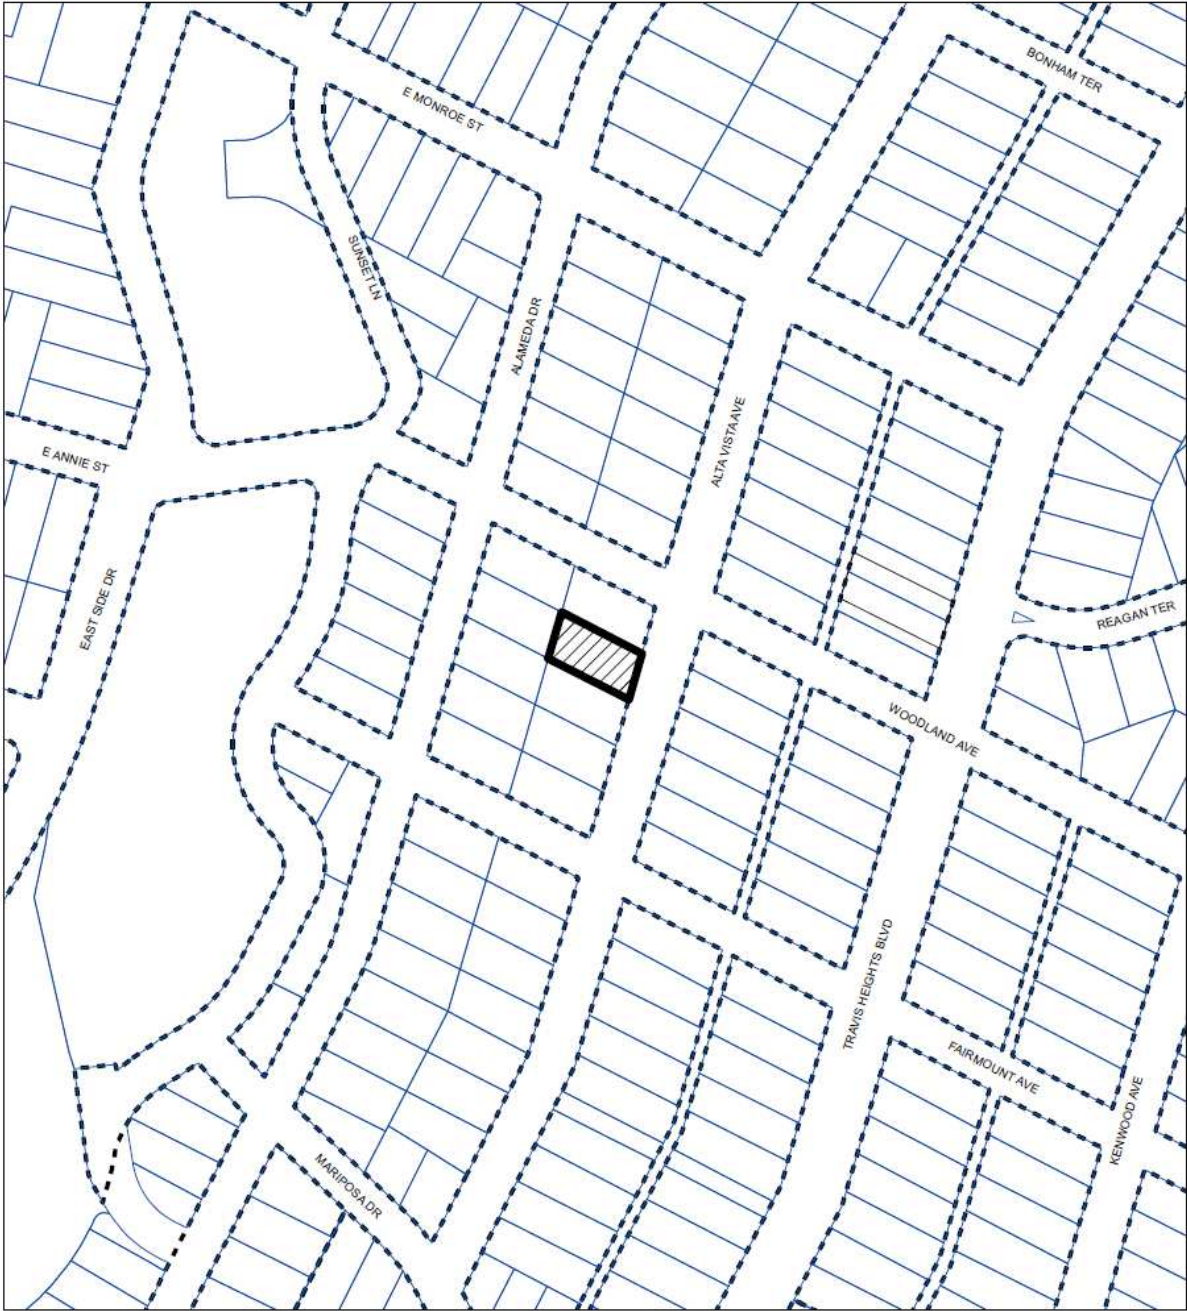 BONHAM TER
E MONROE ST
SUNSET LN
ALAMEDA DR
ALTA VISTA AVE
E ANNIE ST
EAST SIDE DR
REAGAN TER
WOODLAND AVE
TRAVIS HEIGHTS BLVD
FAIRMOUNT AVE
KENWOOD AVE
MARIPOSA DR